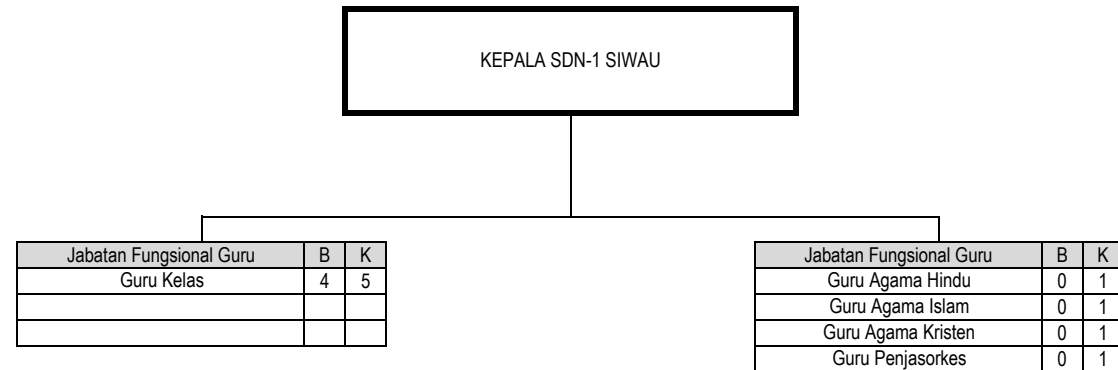 KEPALA SDN-1 SIWAU
Jabatan Fungsional Guru B K
Guru Kelas 4 5
Jabatan Fungsional Guru B K
Guru Agama Hindu 0 1
Guru Agama Islam 0 1
Guru Agama Kristen 0 1
Guru Penjasorkes 0 1